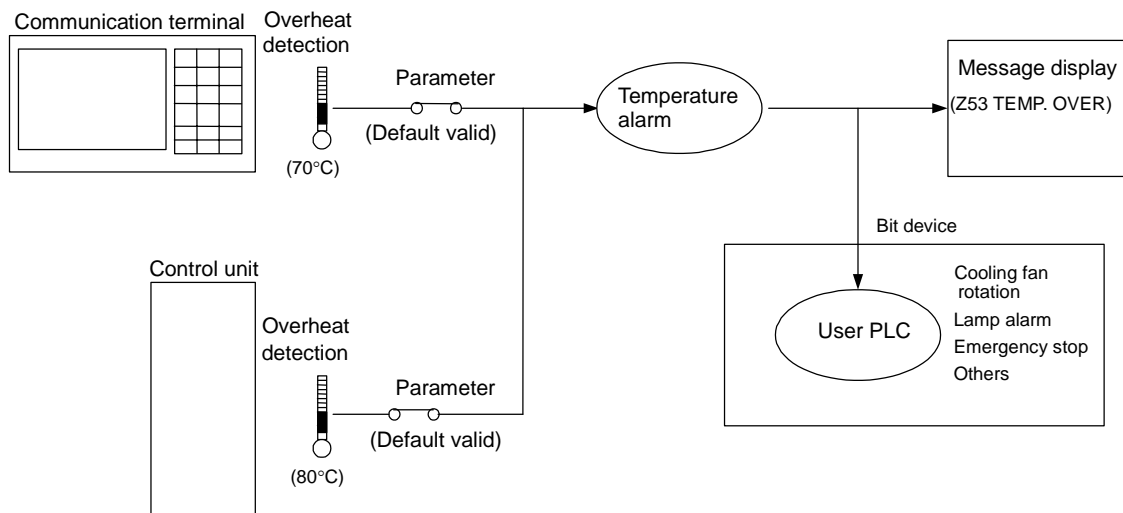 Communication terminal
Overheat
detection
Parameter
(Default valid)
(70°C)
Temperature
alarm
Message display
(Z53 TEMP. OVER)
Bit device
Control unit
Overheat
detection
Parameter
(Default valid)
(80°C)
User PLC
Cooling fan
rotation
Lamp alarm
Emergency stop
Others